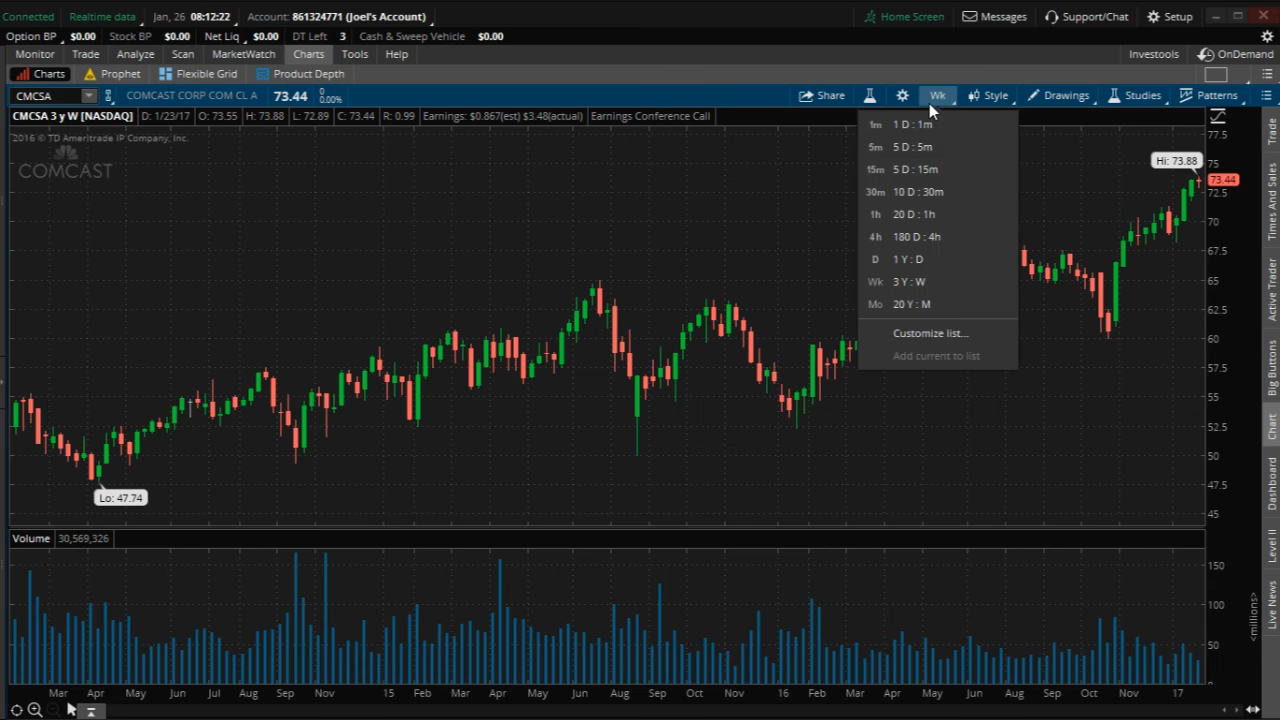 Connected Realtime data Jan, 26 08:12:22 Account: 861324771 (Joel's Account) Home Screen Messages Support/Chat Setup
Option BP $0.00 Stock BP $0.00 Net Liq $0.00 DT Left 3 Cash & Sweep Vehicle $0.00
Monitor Trade Analyze Scan MarketWatch Charts Tools Help Investools OnDemand
Charts Prophet Flexible Grid Product Depth
CMCSA COMCAST CORP COM CL A 73.44 0 0.00% Share Wk Style Drawings Studies Patterns
CMCSA 3 y W [NASDAQ] D: 1/23/17 O: 73.55 H: 73.88 L: 72.89 C: 73.44 R: 0.99 Earnings: $0.867(est) $3.48(actual) Earnings Conference Call
2016 © TD Ameritrade IP Company, Inc.
COMCAST
1m 1 D : 1m
5m 5 D : 5m
15m 5 D : 15m
30m 10 D : 30m
1h 20 D : 1h
4h 180 D : 4h
D 1 Y : D
Wk 3 Y : W
Mo 20 Y : M
Customize list...
Add current to list
Hi: 73.88
73.44
Lo: 47.74
77.5
75
72.5
70
67.5
65
62.5
60
57.5
55
52.5
50
47.5
45
Volume 30,569,326
150
100
50
<millions>
Mar Apr May Jun Jul Aug Sep Nov 15 Feb Mar Apr May Jun Aug Sep Oct Nov 16 Feb Mar Apr May Jun Aug Sep Oct Nov 17
Trade
Times And Sales
Active Trader
Big Buttons
Chart
Dashboard
Level II
Live News